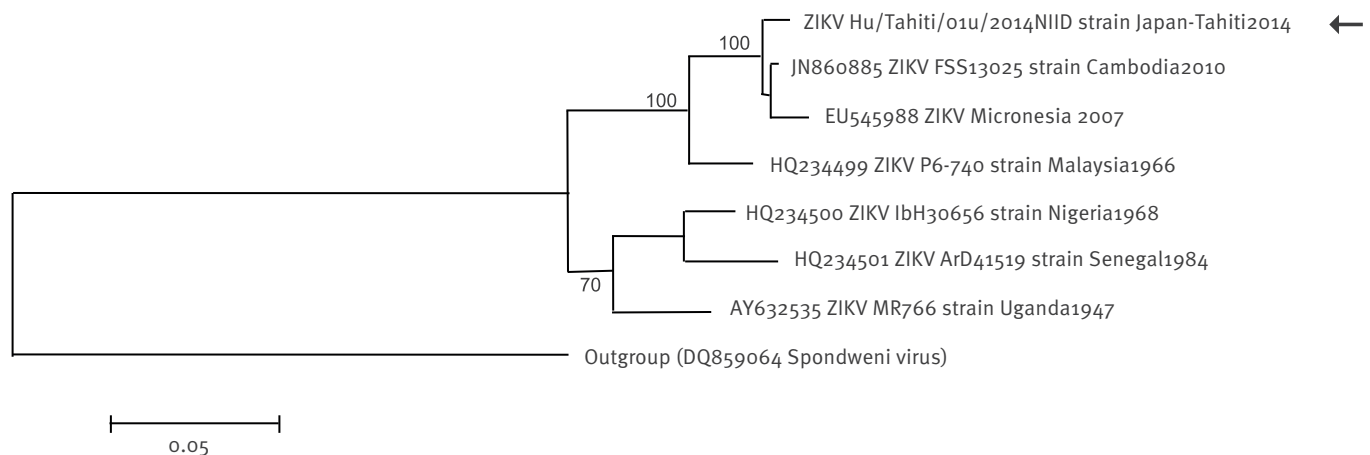 ZIKV Hu/Tahiti/01u/2014NIID strain Japan-Tahiti2014
100
JN860885 ZIKV FSS13025 strain Cambodia2010
100
EU545988 ZIKV Micronesia 2007
HQ234499 ZIKV P6-740 strain Malaysia1966
HQ234500 ZIKV IbH30656 strain Nigeria1968
HQ234501 ZIKV ArD41519 strain Senegal1984
70
AY632535 ZIKV MR766 strain Uganda1947
Outgroup (DQ859064 Spondweni virus)
0.05